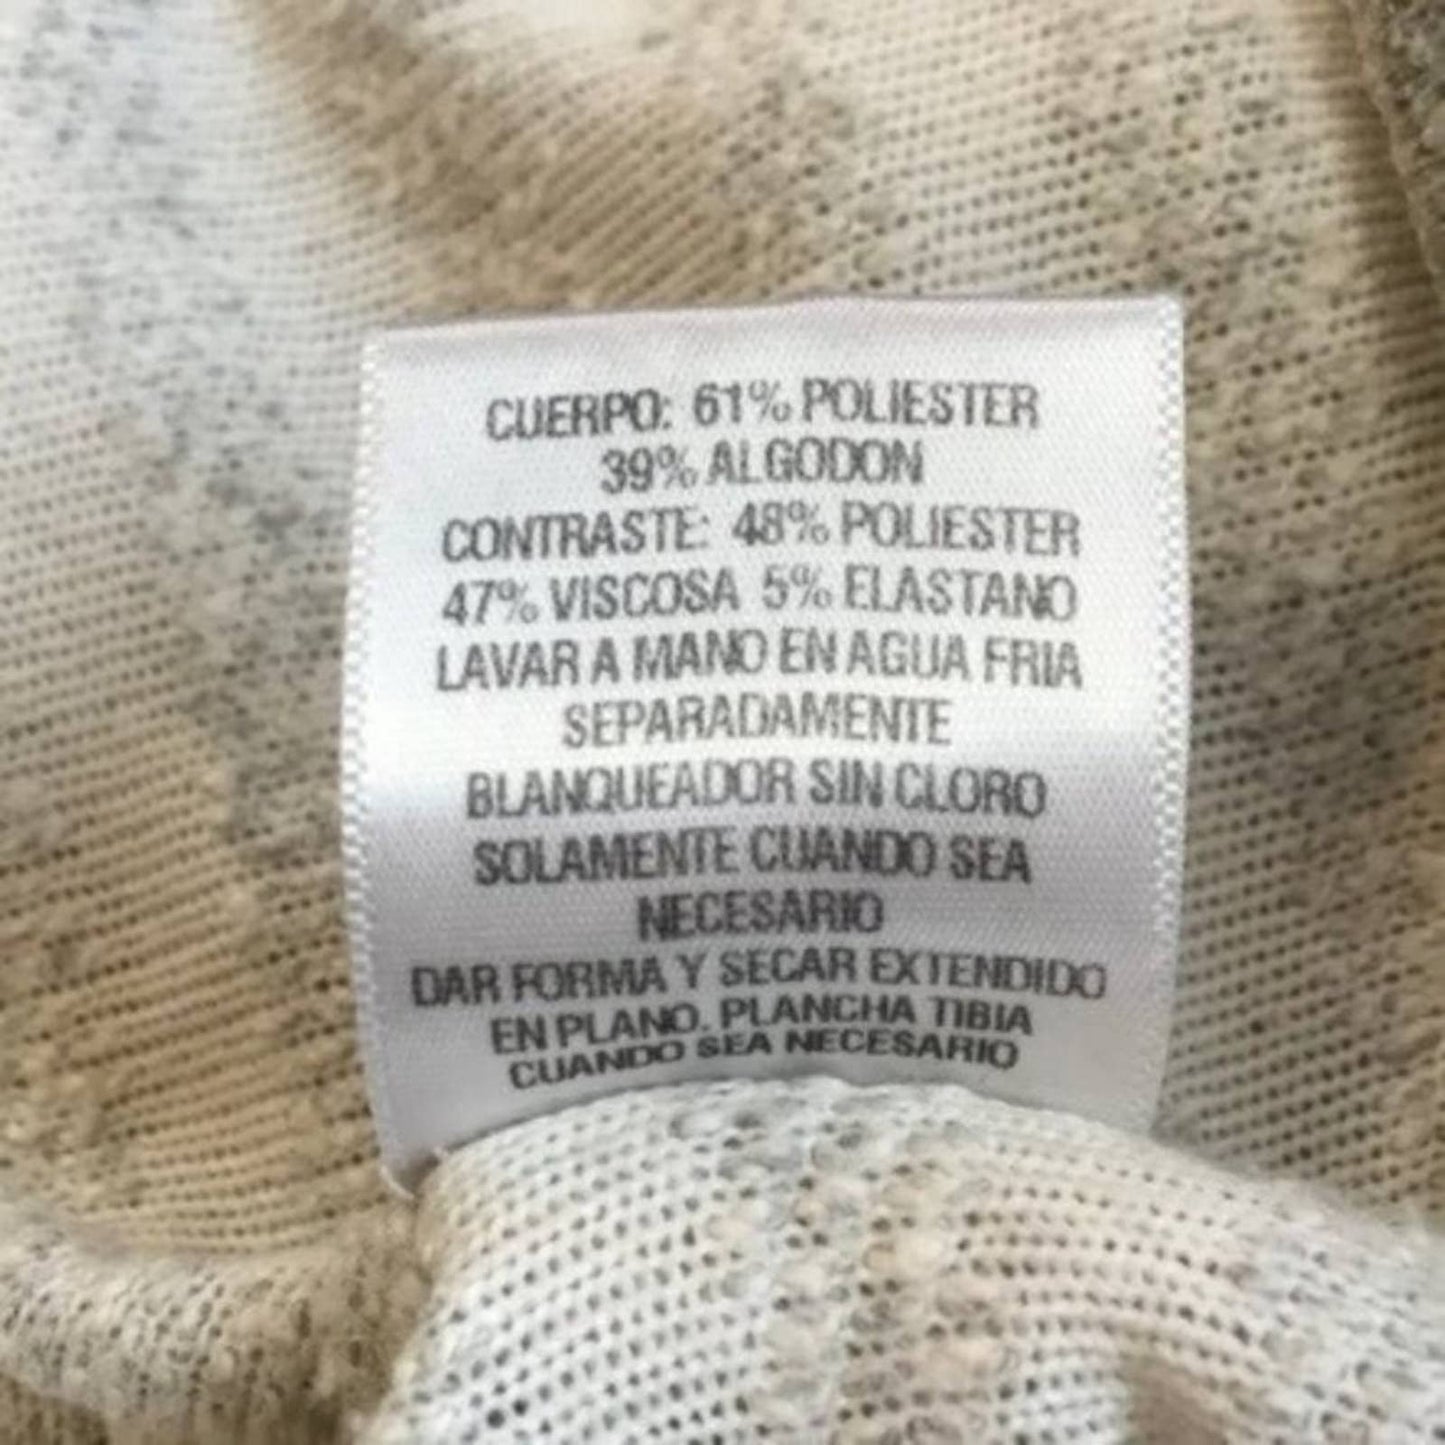 CUERPO: 61% POLIESTER
39% ALGODON
CONTRASTE: 48% POLIESTER
47% VISCOSA 5% ELASTANO
LAVAR A MANO EN AGUA FRIA
SEPARADAMENTE
BLANQUEADOR SIN CLORO
SOLAMENTE CUANDO SEA
NECESARIO
DAR FORMA Y SECAR EXTENDIDO
EN PLANO. PLANCHA TIBIA
CUANDO SEA NECESARIO